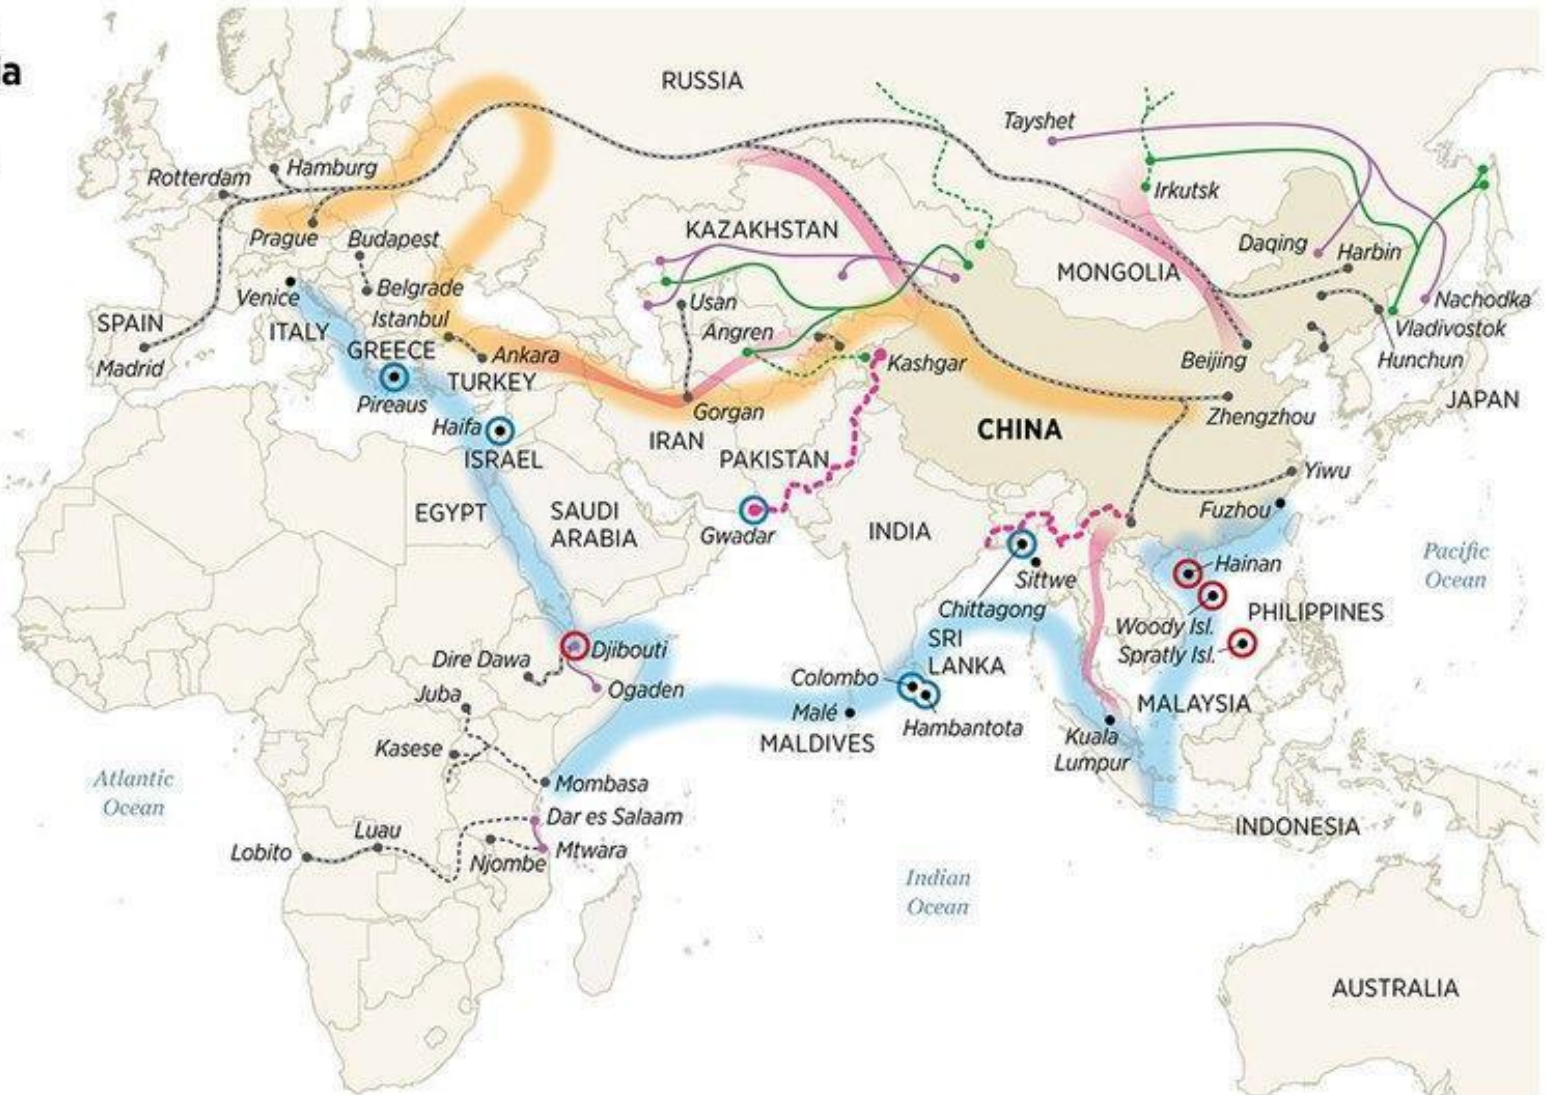 a
RUSSIA
Tayshet
Hamburg
Rotterdam
Irkutsk
KAZAKHSTAN
Prague
Budapest
Daqing
Harbin
MONGOLIA
Venice
Belgrade
Usan
Nachodka
SPAIN
ITALY
Istanbul
Angren
Vladivostok
Madrid
GREECE
Ankara
Kashgar
Beijing
Hunchun
TURKEY
Pireaus
Gorgan
Zhengzhou
JAPAN
Haifa
IRAN
CHINA
ISRAEL
PAKISTAN
Yiwu
EGYPT
SAUDI
ARABIA
Gwadar
INDIA
Fuzhou
Pacific
Ocean
Sittwe
Hainan
Chittagong
PHILIPPINES
Woody Isl.
Spratly Isl.
SRI
LANKA
Djibouti
Dire Dawa
Ogaden
Colombo
Juba
Malé
MALDIVES
Hambantota
MALAYSIA
Kuala
Lumpur
Kasese
Mombasa
Atlantic
Ocean
Dar es Salaam
INDONESIA
Luau
Lobito
Njombe
Mtwara
Indian
Ocean
AUSTRALIA